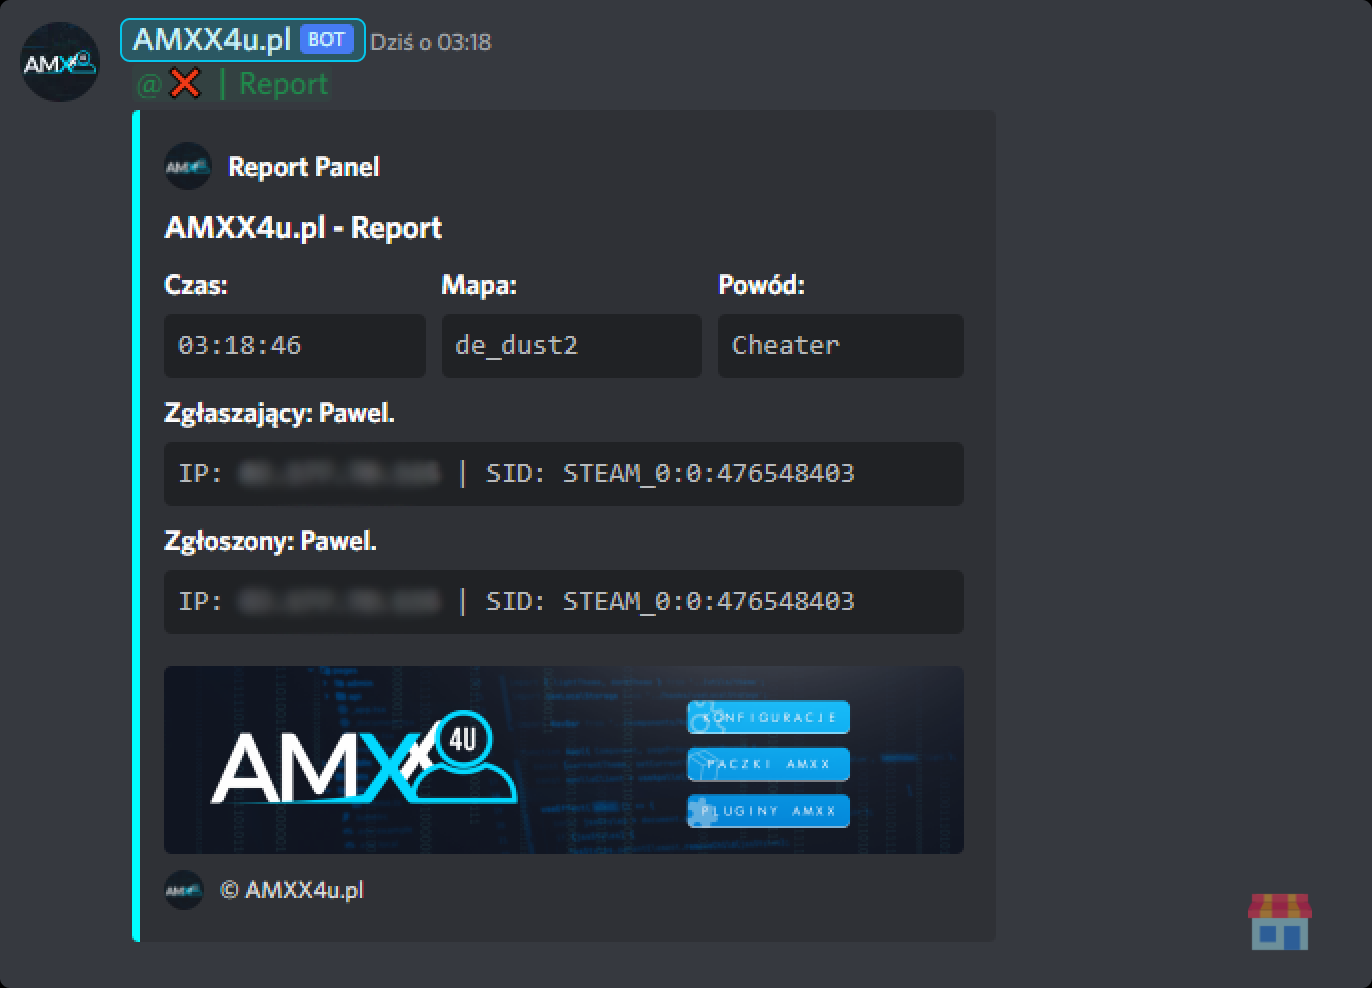 AMXX4u.pl BOT Dziś o 03:18
@❌ | Report
Report Panel
AMXX4u.pl - Report
Czas: Mapa: Powód:
03:18:46 de_dust2 Cheater
Zgłaszający: Pawel.
IP: | SID: STEAM_0:0:476548403
Zgłoszony: Pawel.
IP: | SID: STEAM_0:0:476548403
AMXX 4U
KONFIGURACJE
PACZKI AMXX
PLUGINY AMXX
© AMXX4u.pl